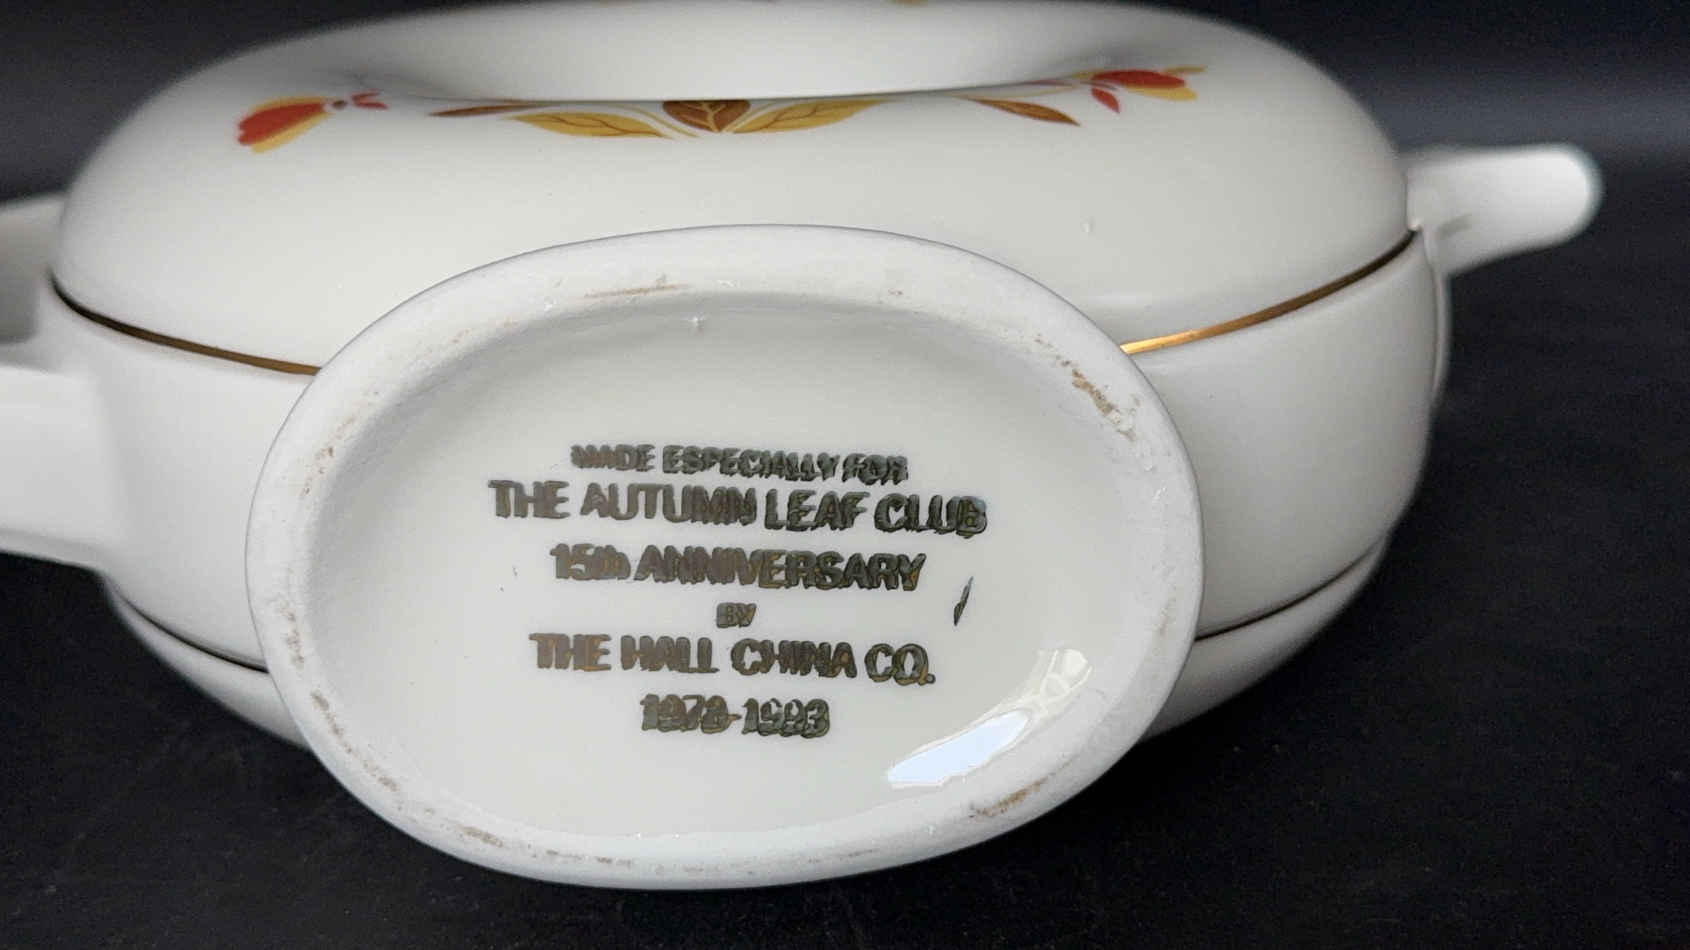 MADE ESPECIALLY FOR
THE AUTUMN LEAF CLUB
15th ANNIVERSARY
BY
THE HALL CHINA CO.
1978-1993